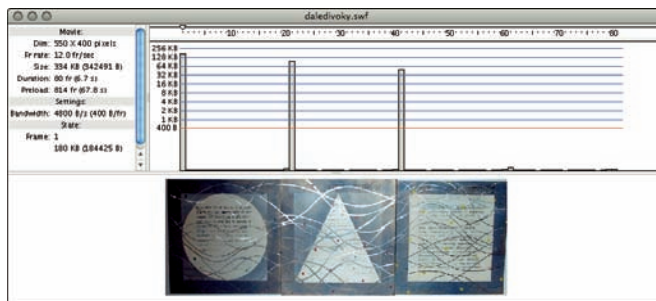 daledivoky.swf
Movie:
Dim: 550 X 400 pixels
Fr rate: 12.0 fr/sec
Size: 334 KB (342491 B)
Duration: 80 fr (6.7 s)
Preload: 814 fr (67.8 s)
Settings:
Bandwidth: 4800 B/s (400 B/fr)
State:
Frame: 1
180 KB (184425 B)
10 20 30 40 50 60 70 80
256 KB
128 KB
64 KB
32 KB
16 KB
8 KB
4 KB
2 KB
1 KB
400 B